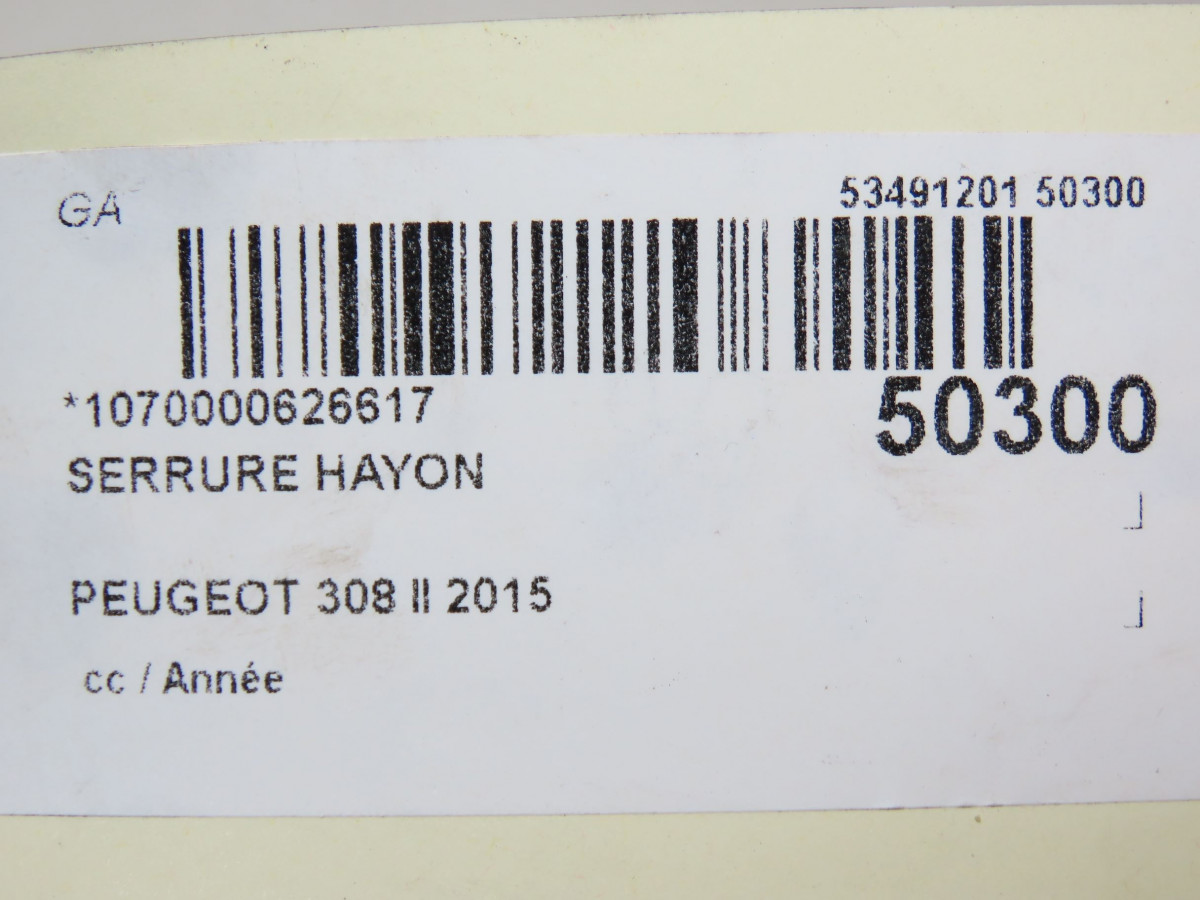 GA
53491201 50300
*1070000626617
50300
SERRURE HAYON
PEUGEOT 308 II 2015
cc / Année